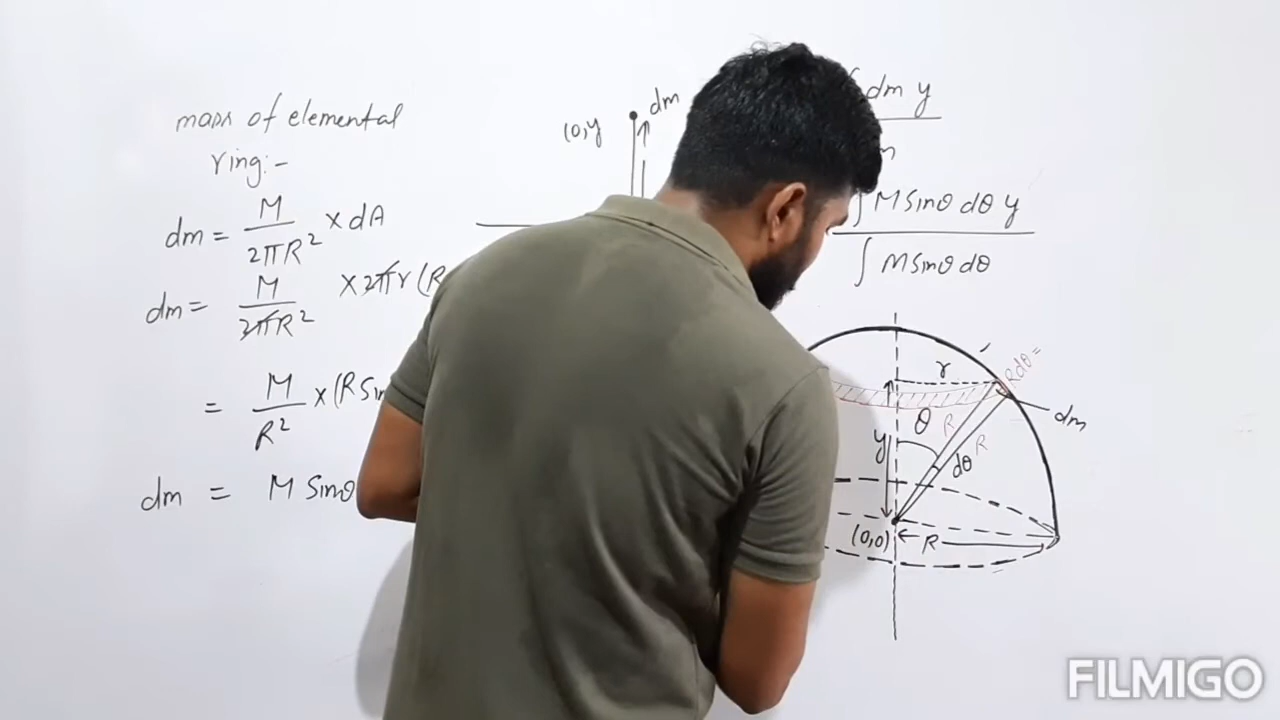 mass of elemental
ring:-
dm = M / 2πR² × dA
dm = M / 2πR² × 2πr (R
= M / R² × (R Sin
dm = M Sinθ
(0,y
dm
∫ dm y
∫ M Sinθ dθ y
∫ M Sinθ dθ
r
R dθ =
dm
θ
R
R
y
dθ
(0,0)
R
FILMIGO